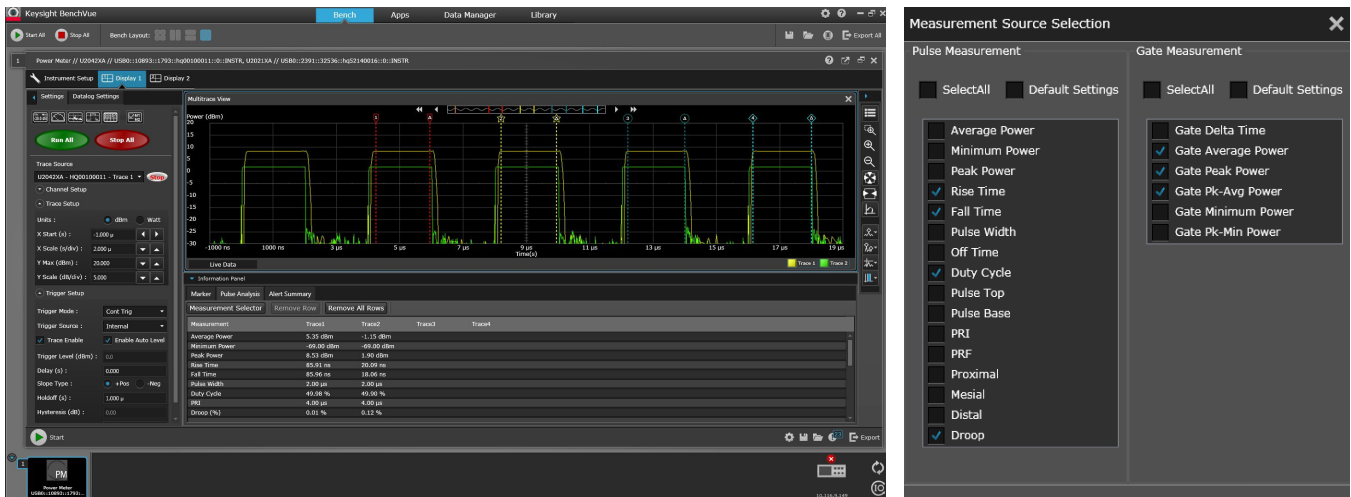 Keysight BenchVue
Bench Apps Data Manager Library
Start All Stop All Bench Layout: Export All
1 Power Meter // U2042XA // USB0::10893::1793::hq00100011::0::INSTR, U2021XA // USB0::2391::32536::hq52140016::0::INSTR
Instrument Setup Display 1 Display 2
Settings Datalog Settings
Run All Stop All
Trace Source
U2042XA - HQ00100011 - Trace 1 Stop
Channel Setup
Trace Setup
Units : dBm Watt
X Start (s) : -1.000 µ
X Scale (s/div) : 2.000 µ
Y Max (dBm) : 20.000
Y Scale (dB/div) : 5.000
Trigger Setup
Trigger Mode : Cont Trig
Trigger Source : Internal
Trace Enable Enable Auto Level
Trigger Level (dBm) : 0.0
Delay (s) : 0.000
Slope Type : +Pos -Neg
Holdoff (s) : 1.000 µ
Hysteresis (dB) : 0.00
Multitrace View
Power (dBm)
20
15
10
5
0
-5
-10
-15
-20
-25
-30
1 A 2 A 3 A 4 A
-1000 ns 1000 ns 3 µs 5 µs 7 µs 9 µs 11 µs 13 µs 15 µs 17 µs 19 µs
Time(s)
Live Data Trace 1 Trace 2
Information Panel
Marker Pulse Analysis Alert Summary
Measurement Selector Remove Row Remove All Rows
Measurement Trace1 Trace2 Trace3 Trace4
Average Power 5.35 dBm -1.15 dBm
Minimum Power -69.00 dBm -69.00 dBm
Peak Power 8.53 dBm 1.90 dBm
Rise Time 85.91 ns 20.09 ns
Fall Time 85.96 ns 18.06 ns
Pulse Width 2.00 µs 2.00 µs
Duty Cycle 49.98 % 49.90 %
PRI 4.00 µs 4.00 µs
Droop (%) 0.01 % 0.12 %
Start Export
1
PM
Power Meter
USB0::10893::1793:..
10.116.9.149
Measurement Source Selection
Pulse Measurement
SelectAll Default Settings
Average Power
Minimum Power
Peak Power
Rise Time
Fall Time
Pulse Width
Off Time
Duty Cycle
Pulse Top
Pulse Base
PRI
PRF
Proximal
Mesial
Distal
Droop
Gate Measurement
SelectAll Default Settings
Gate Delta Time
Gate Average Power
Gate Peak Power
Gate Pk-Avg Power
Gate Minimum Power
Gate Pk-Min Power